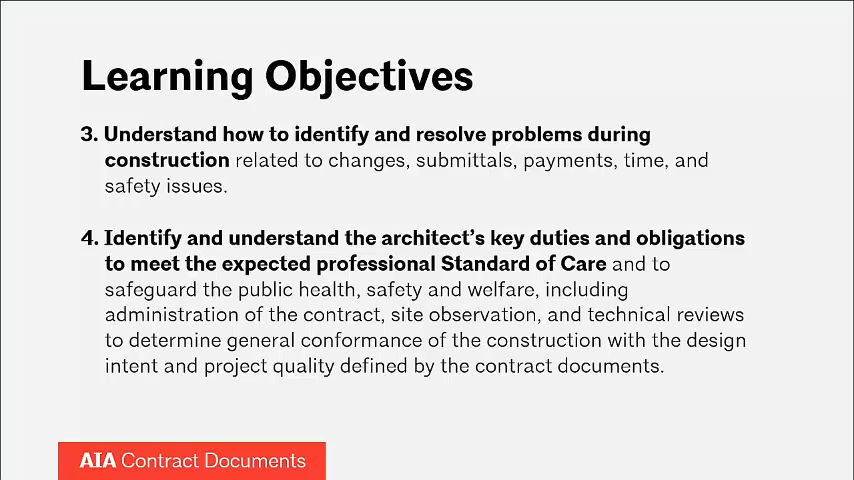 Learning Objectives
3. Understand how to identify and resolve problems during
construction related to changes, submittals, payments, time, and
safety issues.
4. Identify and understand the architect's key duties and obligations
to meet the expected professional Standard of Care and to
safeguard the public health, safety and welfare, including
administration of the contract, site observation, and technical reviews
to determine general conformance of the construction with the design
intent and project quality defined by the contract documents.
AIA Contract Documents